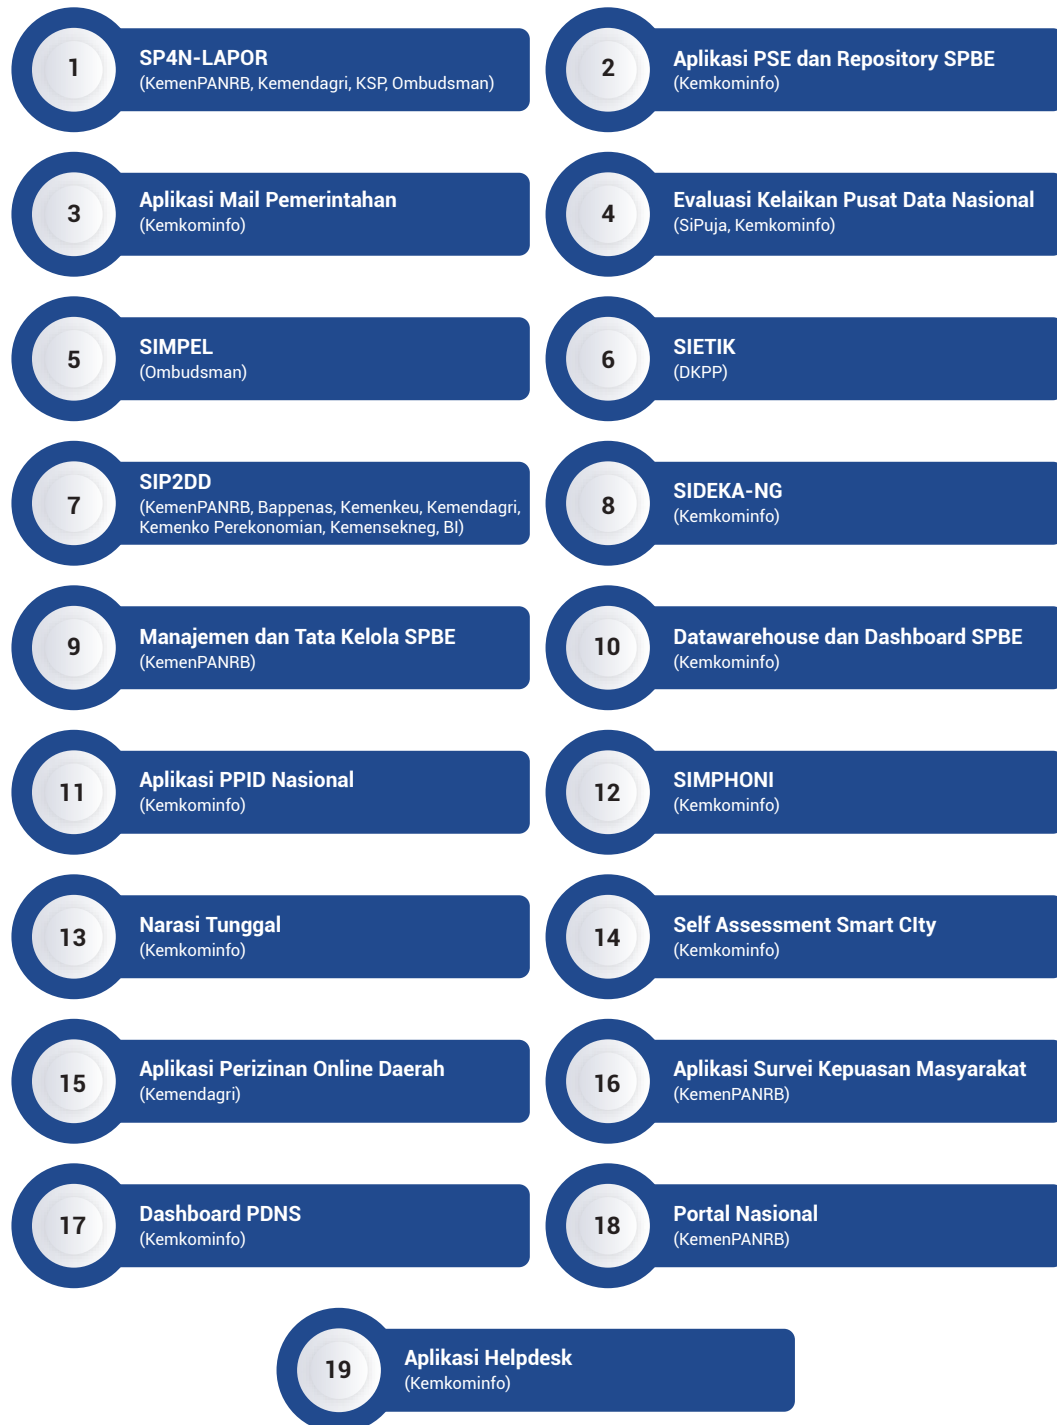 1
SP4N-LAPOR
(KemenPANRB, Kemendagri, KSP, Ombudsman)
2
Aplikasi PSE dan Repository SPBE
(Kemkominfo)
3
Aplikasi Mail Pemerintahan
(Kemkominfo)
4
Evaluasi Kelaikan Pusat Data Nasional
(SiPuja, Kemkominfo)
5
SIMPEL
(Ombudsman)
6
SIETIK
(DKPP)
7
SIP2DD
(KemenPANRB, Bappenas, Kemenkeu, Kemendagri,
Kemenko Perekonomian, Kemensekneg, BI)
8
SIDEKA-NG
(Kemkominfo)
9
Manajemen dan Tata Kelola SPBE
(KemenPANRB)
10
Datawarehouse dan Dashboard SPBE
(Kemkominfo)
11
Aplikasi PPID Nasional
(Kemkominfo)
12
SIMPHONI
(Kemkominfo)
13
Narasi Tunggal
(Kemkominfo)
14
Self Assessment Smart CIty
(Kemkominfo)
15
Aplikasi Perizinan Online Daerah
(Kemendagri)
16
Aplikasi Survei Kepuasan Masyarakat
(KemenPANRB)
17
Dashboard PDNS
(Kemkominfo)
18
Portal Nasional
(KemenPANRB)
19
Aplikasi Helpdesk
(Kemkominfo)